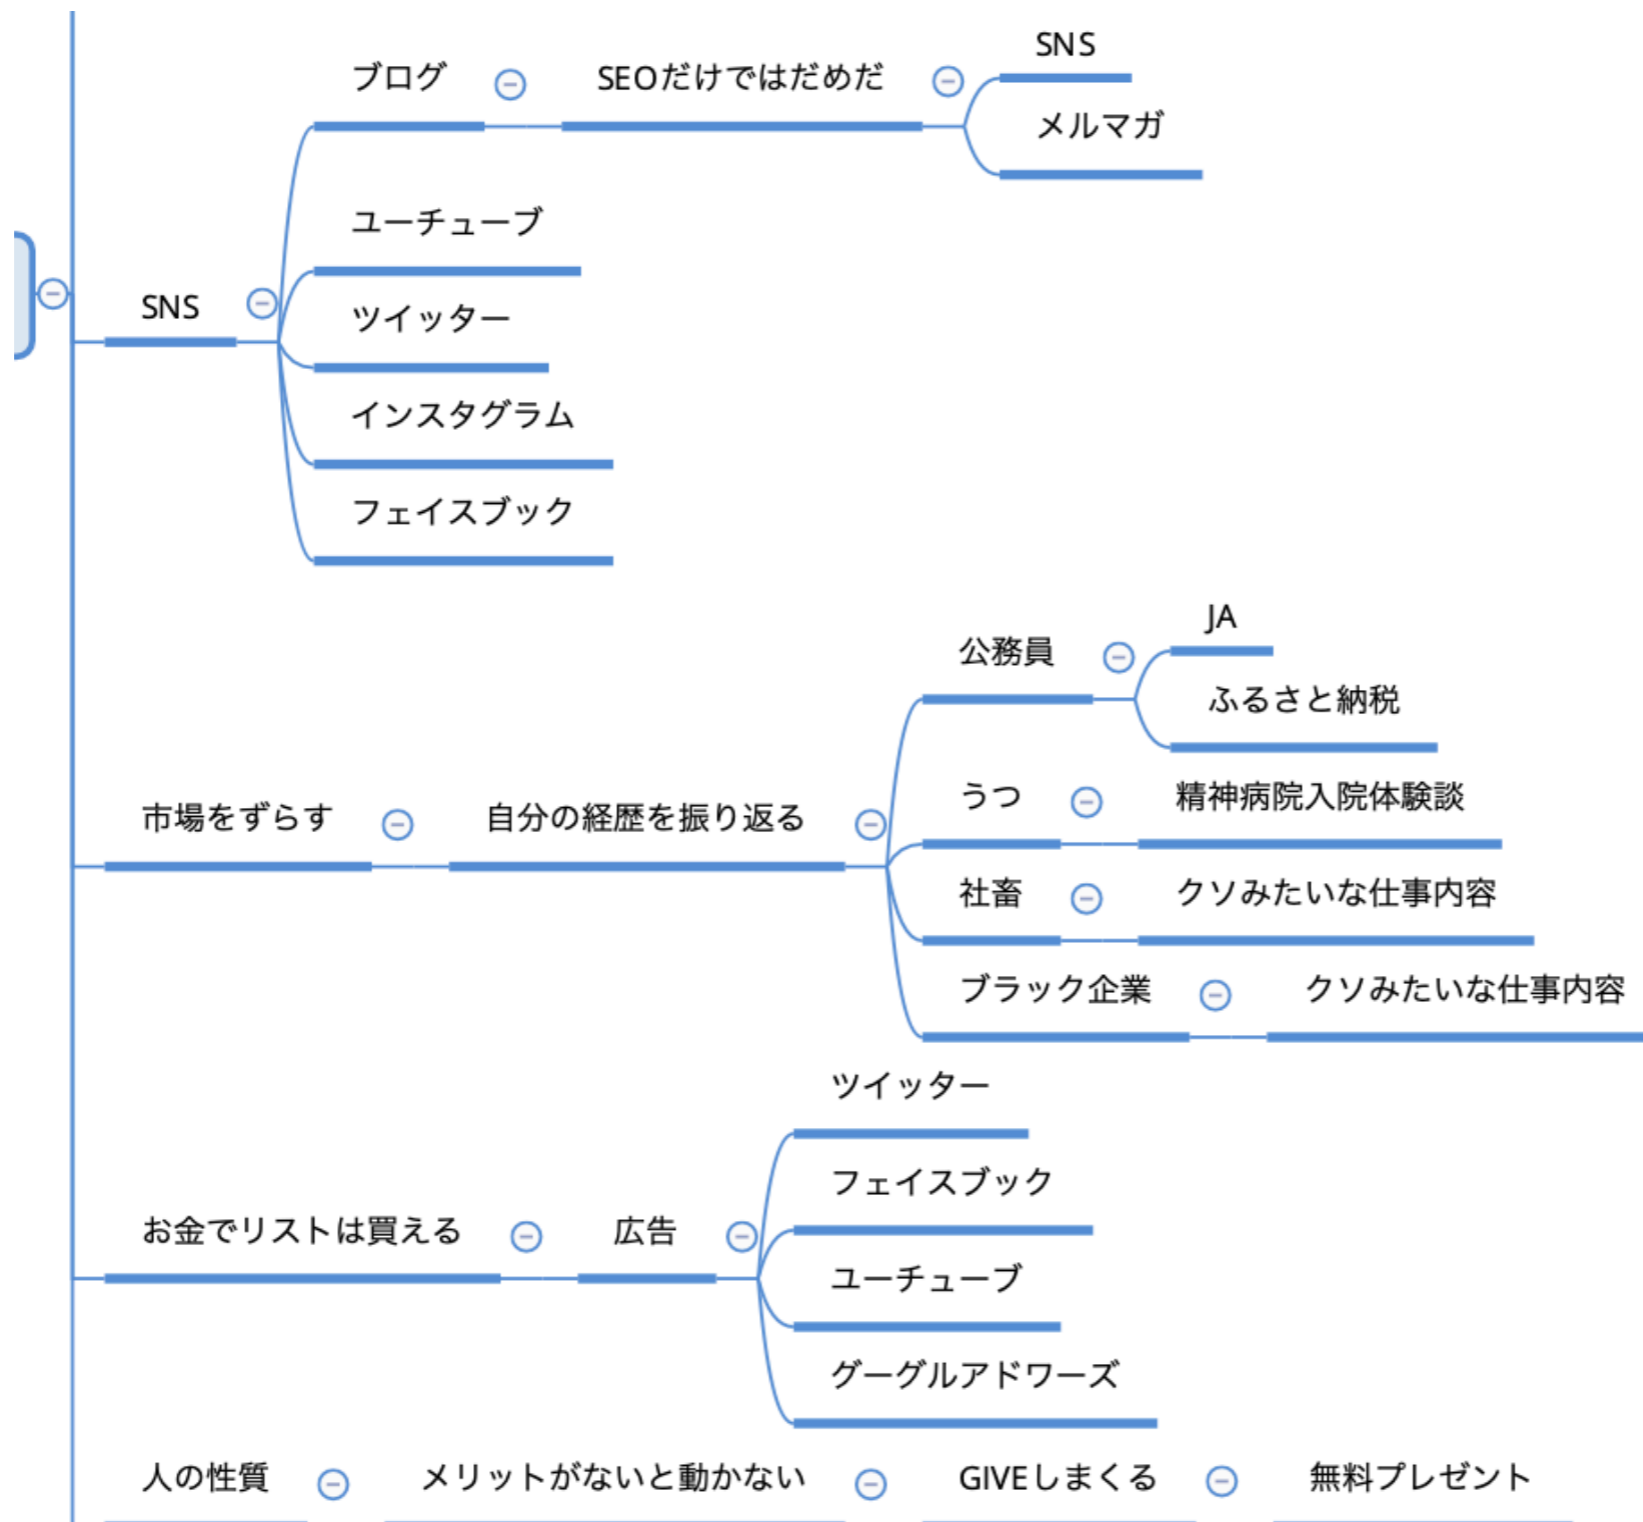 SNS
ブログ
SEOだけではだめだ
SNS
メルマガ
ユーチューブ
ツイッター
インスタグラム
フェイスブック
市場をずらす
自分の経歴を振り返る
公務員
JA
ふるさと納税
うつ
精神病院入院体験談
社畜
クソみたいな仕事内容
ブラック企業
クソみたいな仕事内容
お金でリストは買える
広告
ツイッター
フェイスブック
ユーチューブ
グーグルアドワーズ
人の性質
メリットがないと動かない
GIVEしまくる
無料プレゼント